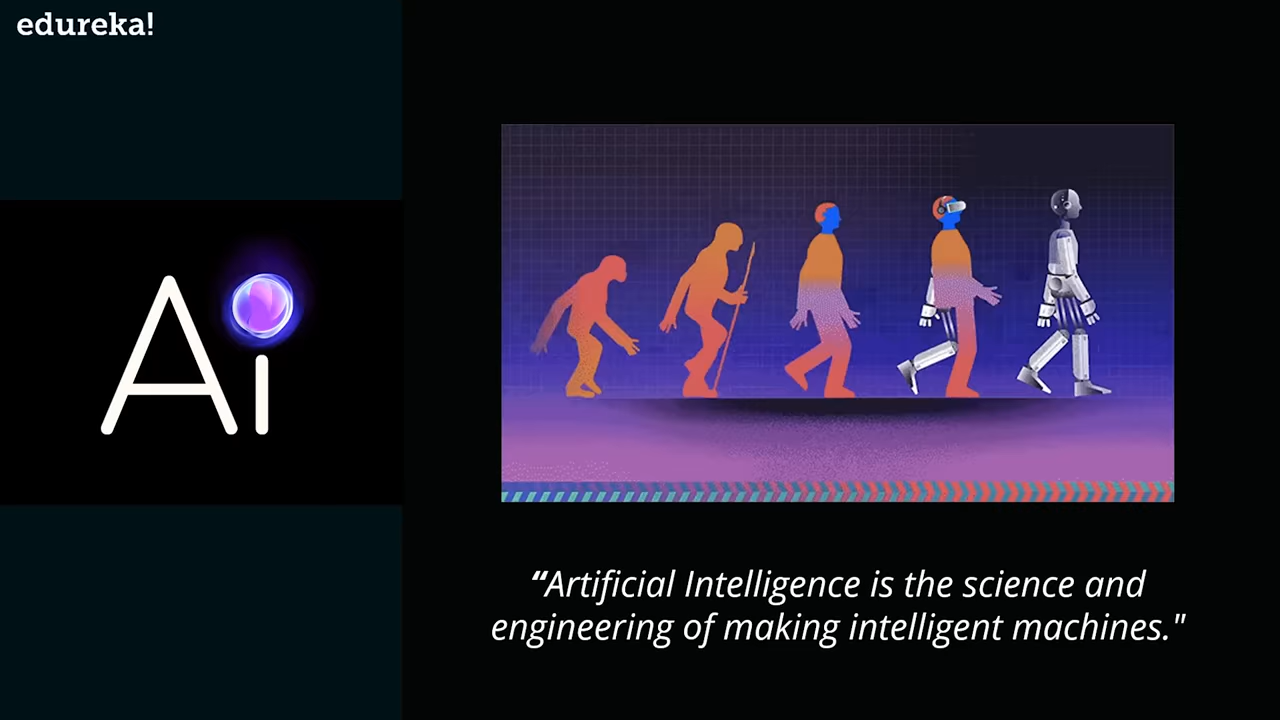 edureka!
Ai
“Artificial Intelligence is the science and
engineering of making intelligent machines."